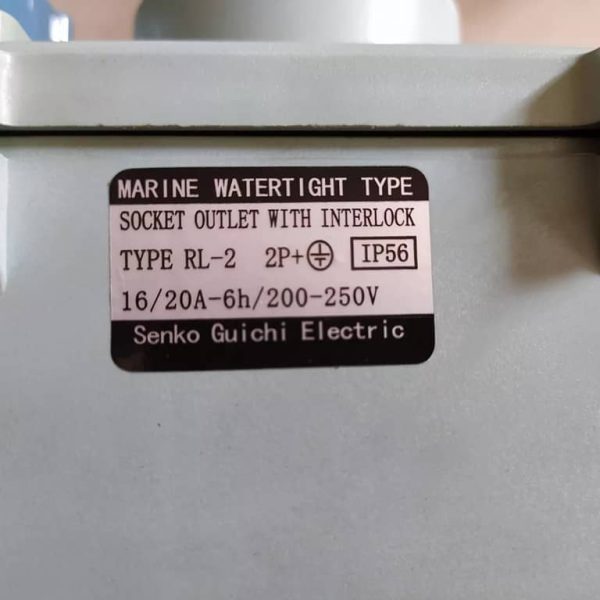 MARINE WATERTIGHT TYPE
SOCKET OUTLET WITH INTERLOCK
TYPE RL-2 2P+⏚ IP56
16/20A-6h/200-250V
Senko Guichi Electric